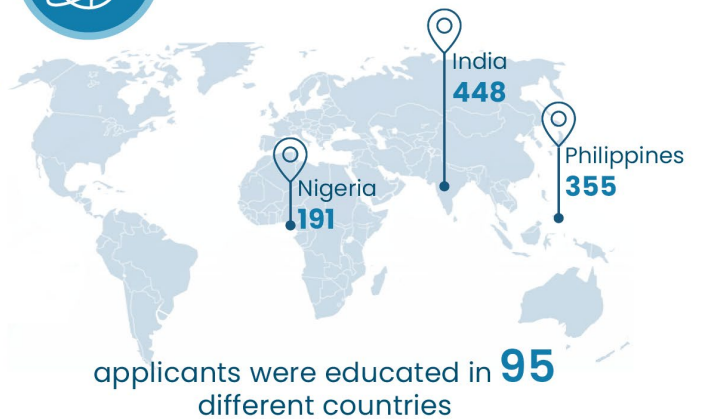 India
448
Philippines
355
Nigeria
191
applicants were educated in 95
different countries